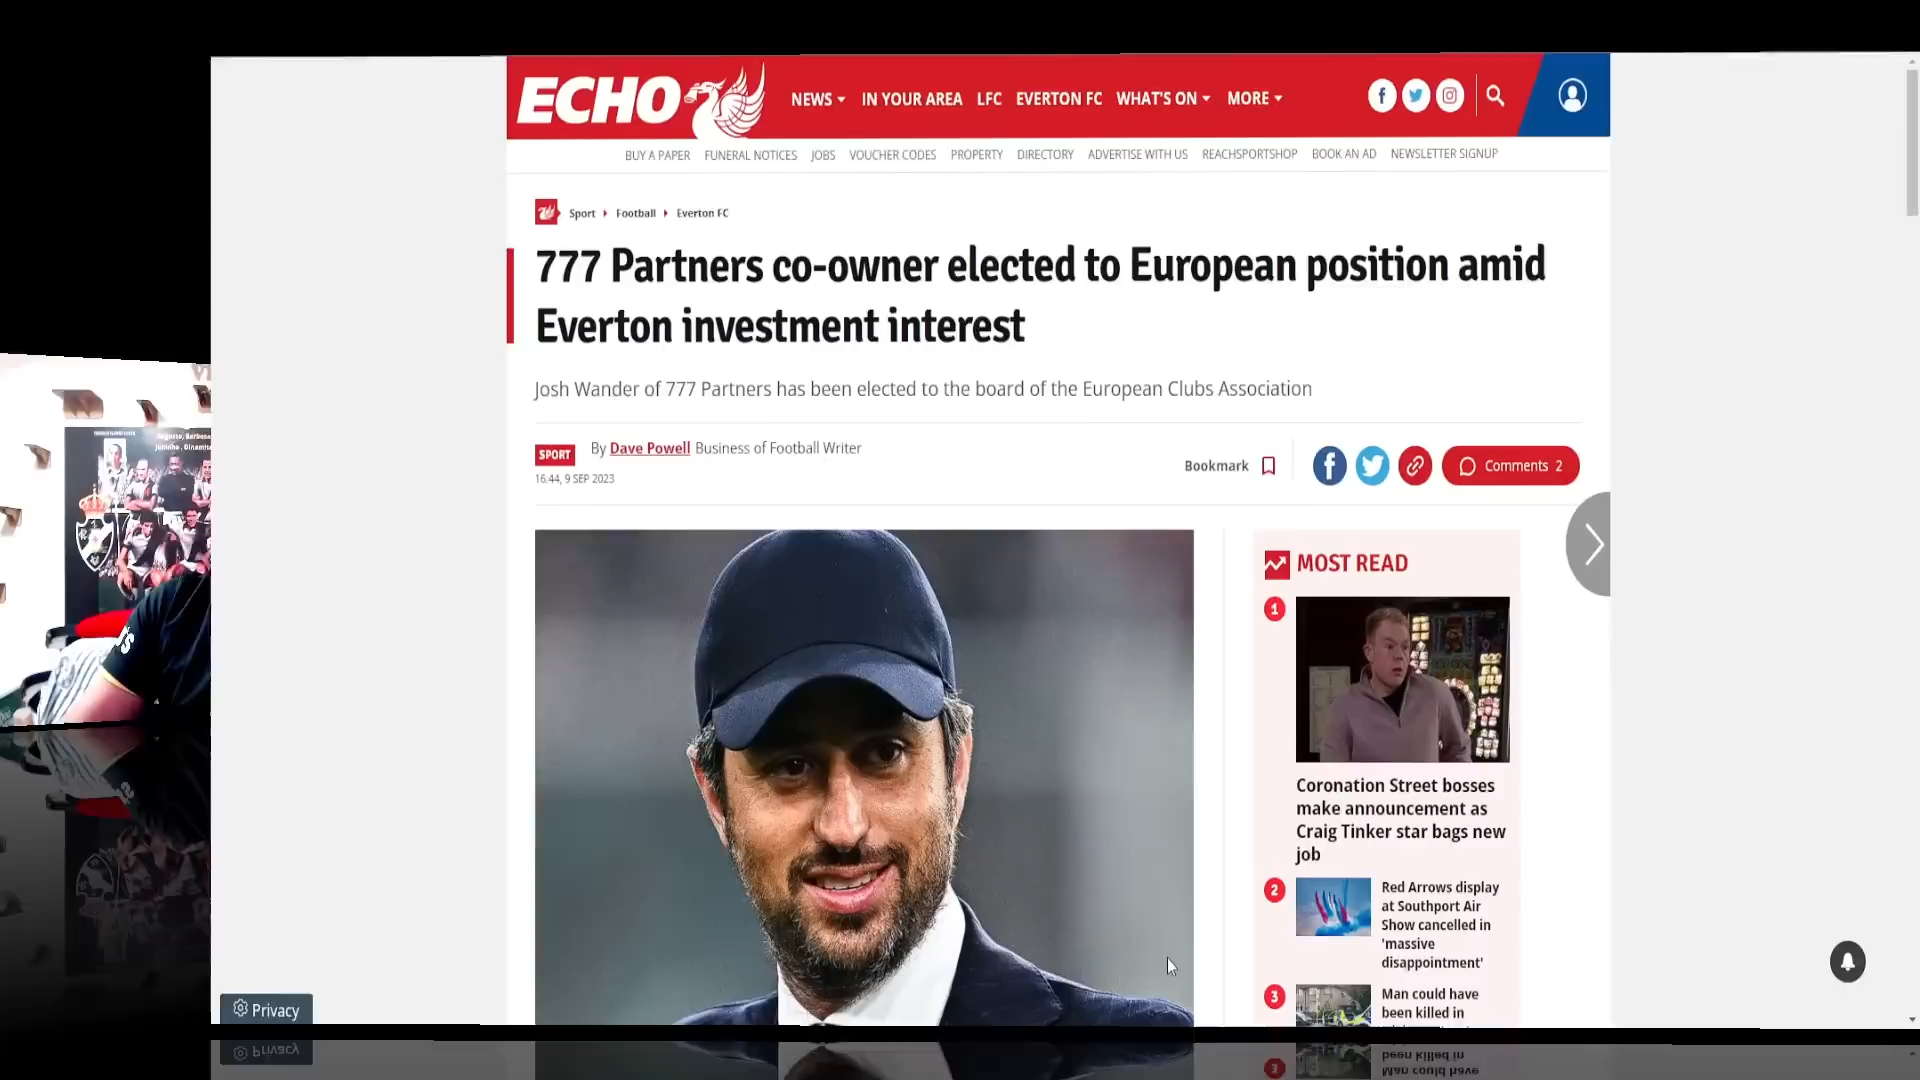 ECHO
NEWS IN YOUR AREA LFC EVERTON FC WHAT'S ON MORE
BUY A PAPER FUNERAL NOTICES JOBS VOUCHER CODES PROPERTY DIRECTORY ADVERTISE WITH US REACHSPORTSHOP BOOK AN AD NEWSLETTER SIGNUP
Sport Football Everton FC
777 Partners co-owner elected to European position amid
Everton investment interest
Josh Wander of 777 Partners has been elected to the board of the European Clubs Association
SPORT
By Dave Powell Business of Football Writer
16:44, 9 SEP 2023
Bookmark
Comments 2
MOST READ
1
Coronation Street bosses
make announcement as
Craig Tinker star bags new
job
2
Red Arrows display
at Southport Air
Show cancelled in
'massive
disappointment'
3
Man could have
been killed in
Privacy